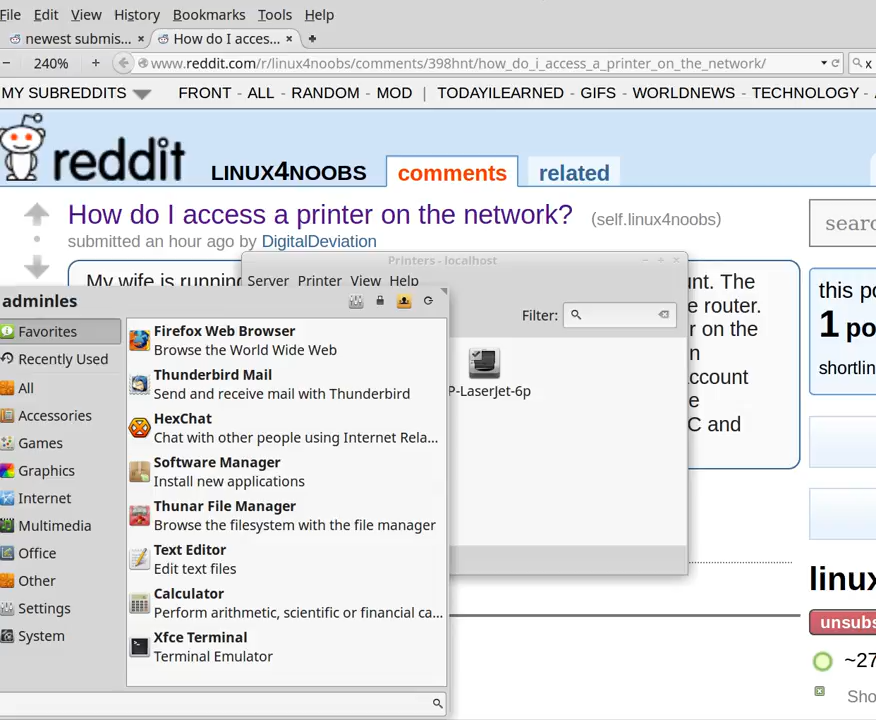 File Edit View History Bookmarks Tools Help
newest submis... × How do I acces... ×
− 240% + www.reddit.com/r/linux4noobs/comments/398hnt/how_do_i_access_a_printer_on_the_network/ x
MY SUBREDDITS FRONT - ALL - RANDOM - MOD | TODAYILEARNED - GIFS - WORLDNEWS - TECHNOLOGY -
reddit LINUX4NOOBS comments related
How do I access a printer on the network? (self.linux4noobs)
submitted an hour ago by DigitalDeviation
My wife is
Printers - localhost
Server Printer View Help
Filter:
P-LaserJet-6p
The
router.
on the
account
C and
adminles
Favorites
Recently Used
All
Accessories
Games
Graphics
Internet
Multimedia
Office
Other
Settings
System
Firefox Web Browser
Browse the World Wide Web
Thunderbird Mail
Send and receive mail with Thunderbird
HexChat
Chat with other people using Internet Rela...
Software Manager
Install new applications
Thunar File Manager
Browse the filesystem with the file manager
Text Editor
Edit text files
Calculator
Perform arithmetic, scientific or financial ca...
Xfce Terminal
Terminal Emulator
searc
this po
1 po
shortlin
linux
unsubs
~27
Sho